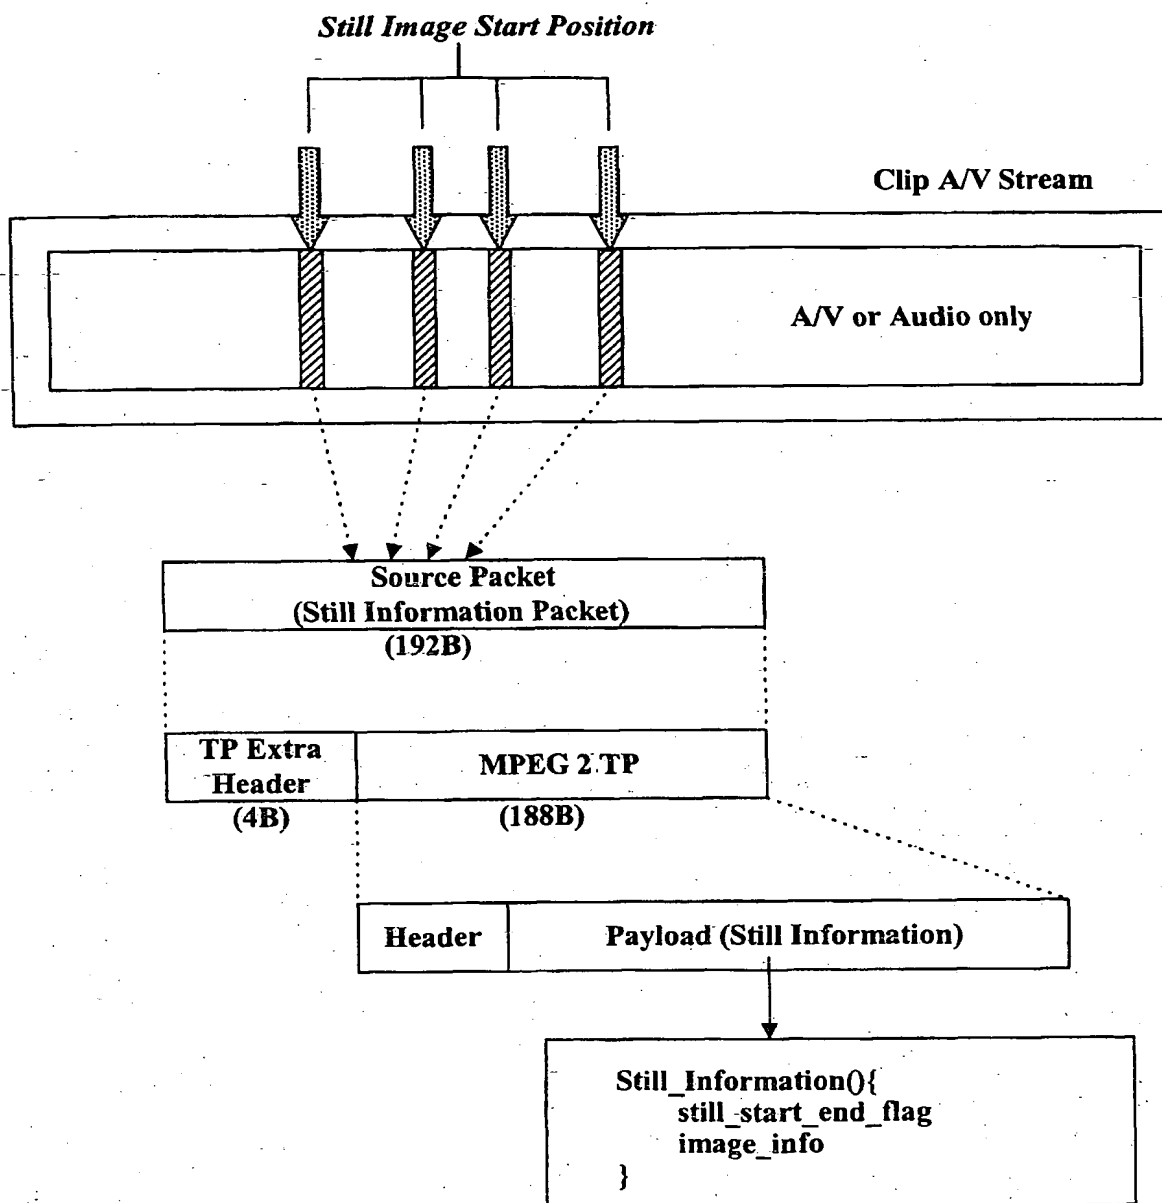 Still Image Start Position
Clip A/V Stream
A/V or Audio only
Source Packet
(Still Information Packet)
(192B)
TP Extra
Header
MPEG 2 TP
(4B)
(188B)
Header
Payload (Still Information)
Still_Information(){
still_start_end_flag
image_info
}